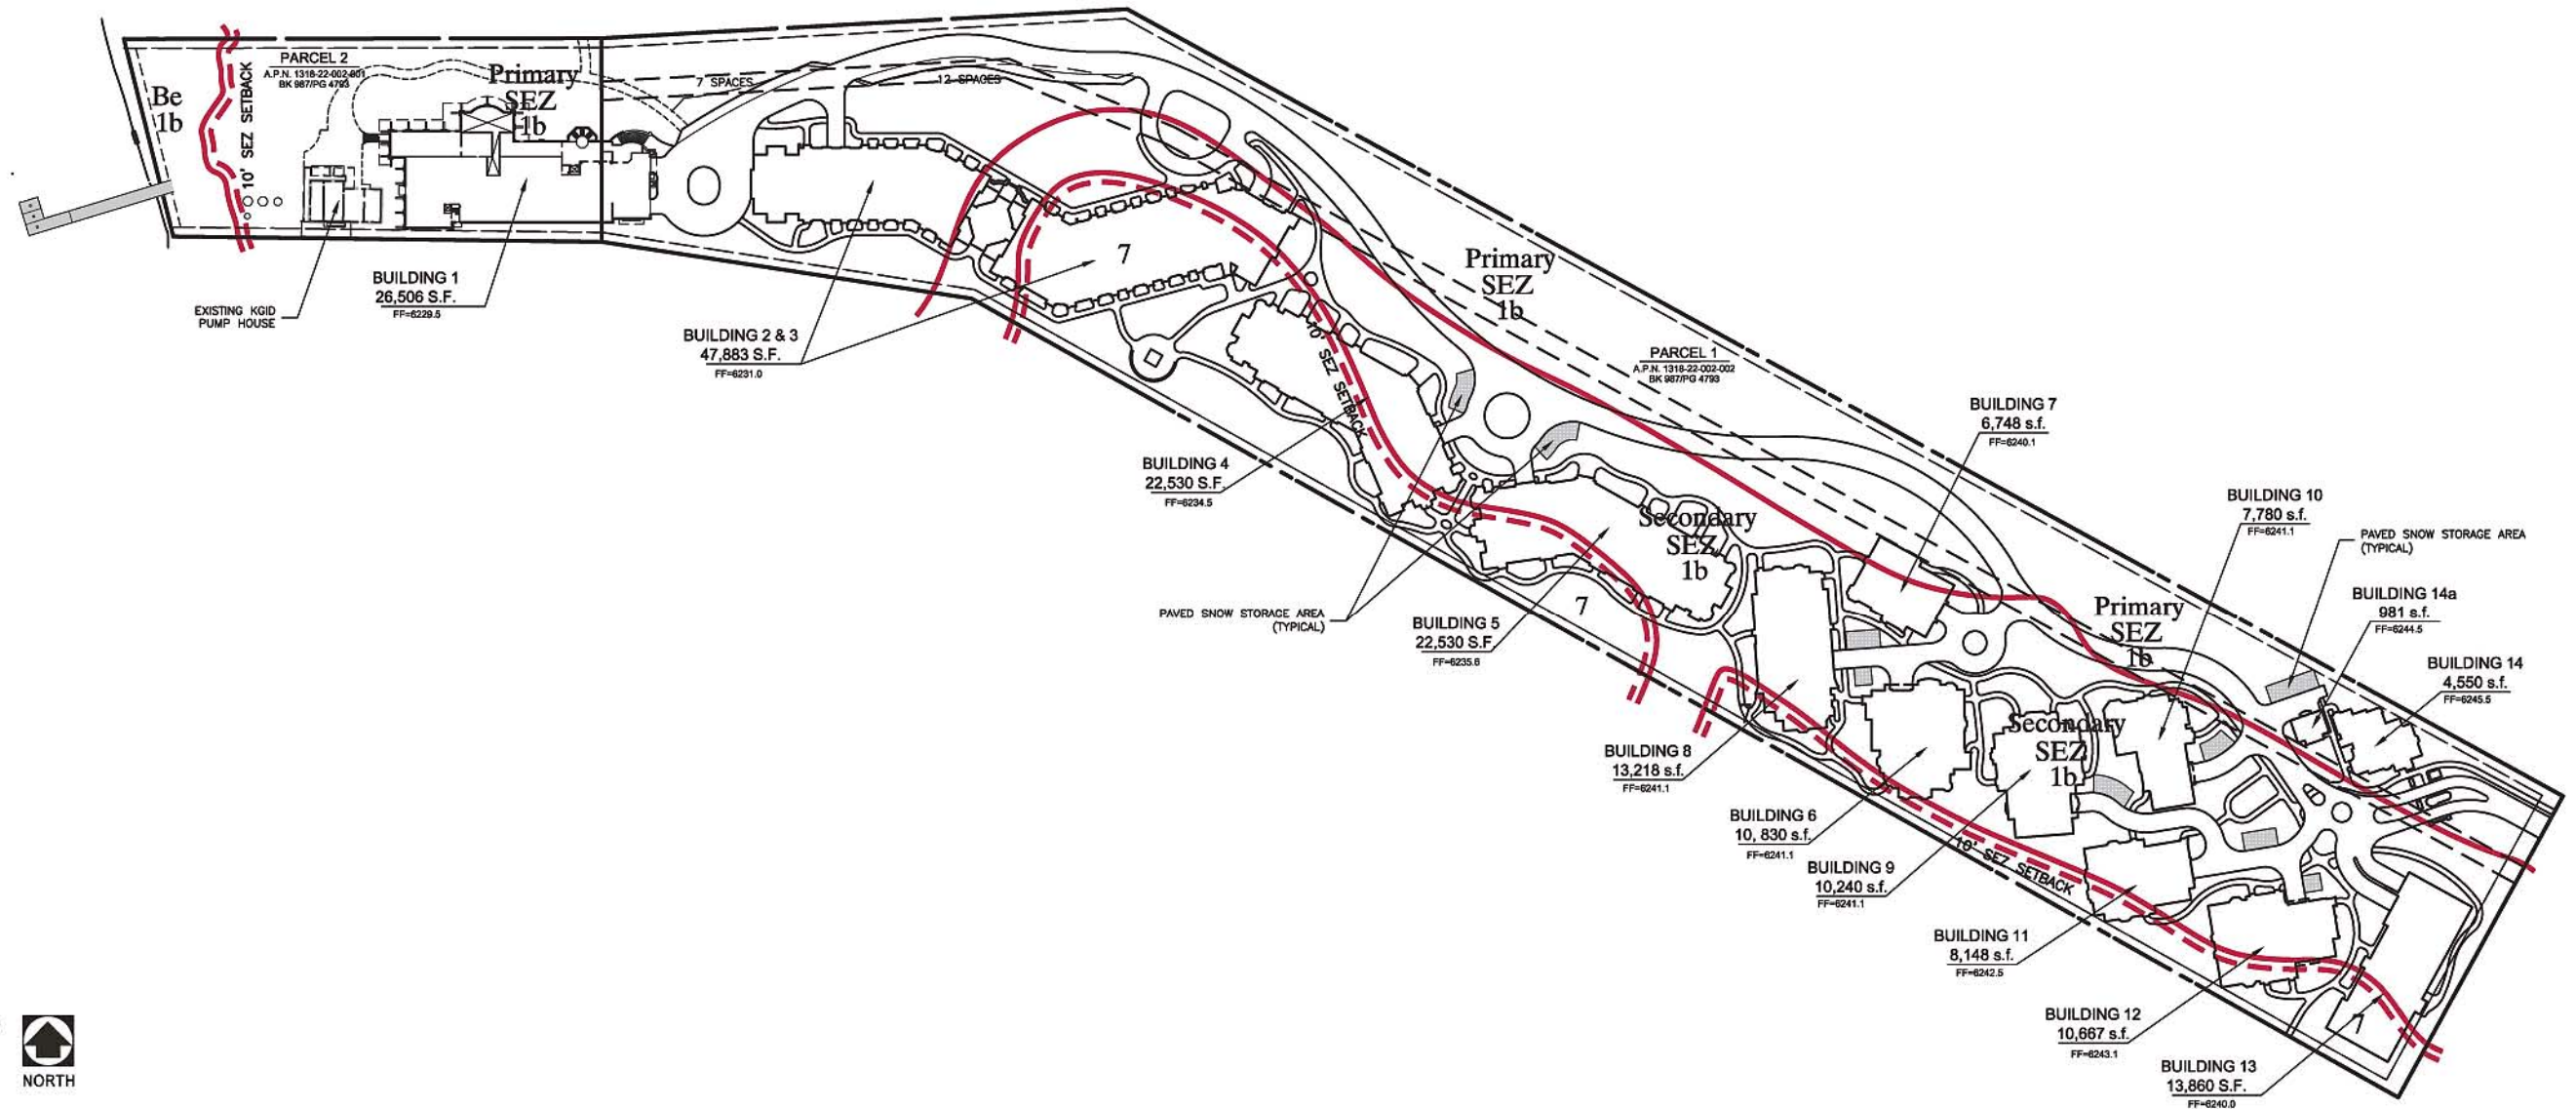 Be
1b
10' SEZ SETBACK
PARCEL 2
A.P.N. 1318-22-002-001
BK 987/PG 4793
Primary
SEZ
1b
7 SPACES
12 SPACES
EXISTING KGID
PUMP HOUSE
BUILDING 1
26,506 S.F.
FF=6229.5
BUILDING 2 & 3
47,883 S.F.
FF=6231.0
7
10' SEZ SETBACK
Primary
SEZ
1b
PARCEL 1
A.P.N. 1318-22-002-002
BK 987/PG 4793
BUILDING 4
22,530 S.F.
FF=6234.5
PAVED SNOW STORAGE AREA
(TYPICAL)
BUILDING 5
22,530 S.F.
FF=6235.6
7
Secondary
SEZ
1b
BUILDING 7
6,748 s.f.
FF=6240.1
BUILDING 10
7,780 s.f.
FF=6241.1
PAVED SNOW STORAGE AREA
(TYPICAL)
Primary
SEZ
1b
BUILDING 14a
981 s.f.
FF=6244.5
BUILDING 14
4,550 s.f.
FF=6245.5
BUILDING 8
13,218 s.f.
FF=6241.1
Secondary
SEZ
1b
BUILDING 6
10, 830 s.f.
FF=6241.1
BUILDING 9
10,240 s.f.
FF=6241.1
10' SEZ SETBACK
BUILDING 11
8,148 s.f.
FF=6242.5
BUILDING 12
10,667 s.f.
FF=6243.1
7
BUILDING 13
13,860 S.F.
FF=6240.0
NORTH